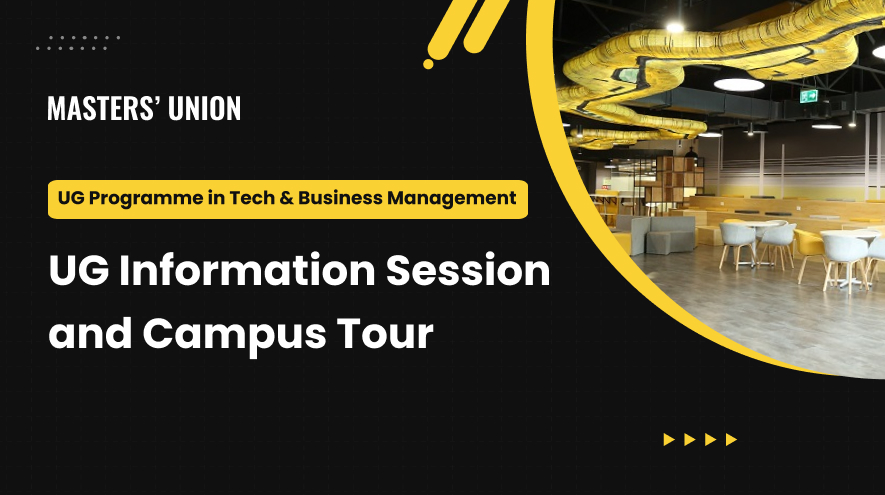 MASTERS' UNION
UG Programme in Tech & Business Management
UG Information Session
and Campus Tour